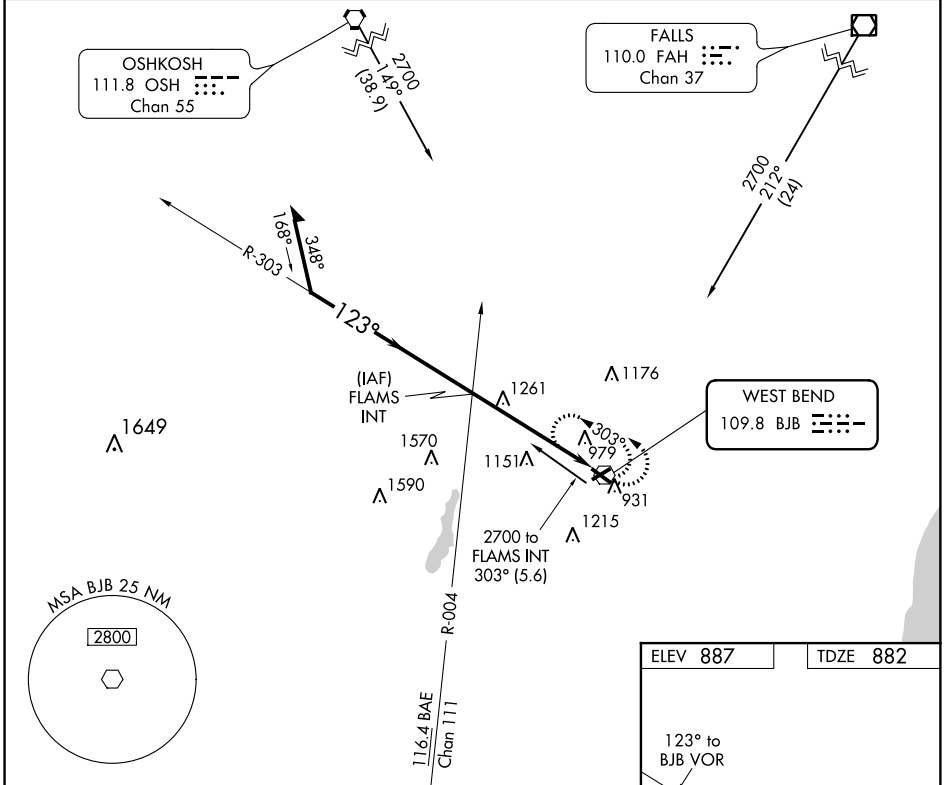 OSHKOSH
111.8 OSH
Chan 55
2700
149°
(38.9)
FALLS
110.0 FAH
Chan 37
2700
212°
(24)
R-303
168°
348°
123°
(IAF)
FLAMS
INT
1261
1176
WEST BEND
109.8 BJB
1649
1570
1590
1151
303°
979
931
1215
2700 to
FLAMS INT
303° (5.6)
MSA BJB 25 NM
2800
R-004
116.4 BAE
Chan 111
ELEV 887
TDZE 882
123° to
BJB VOR